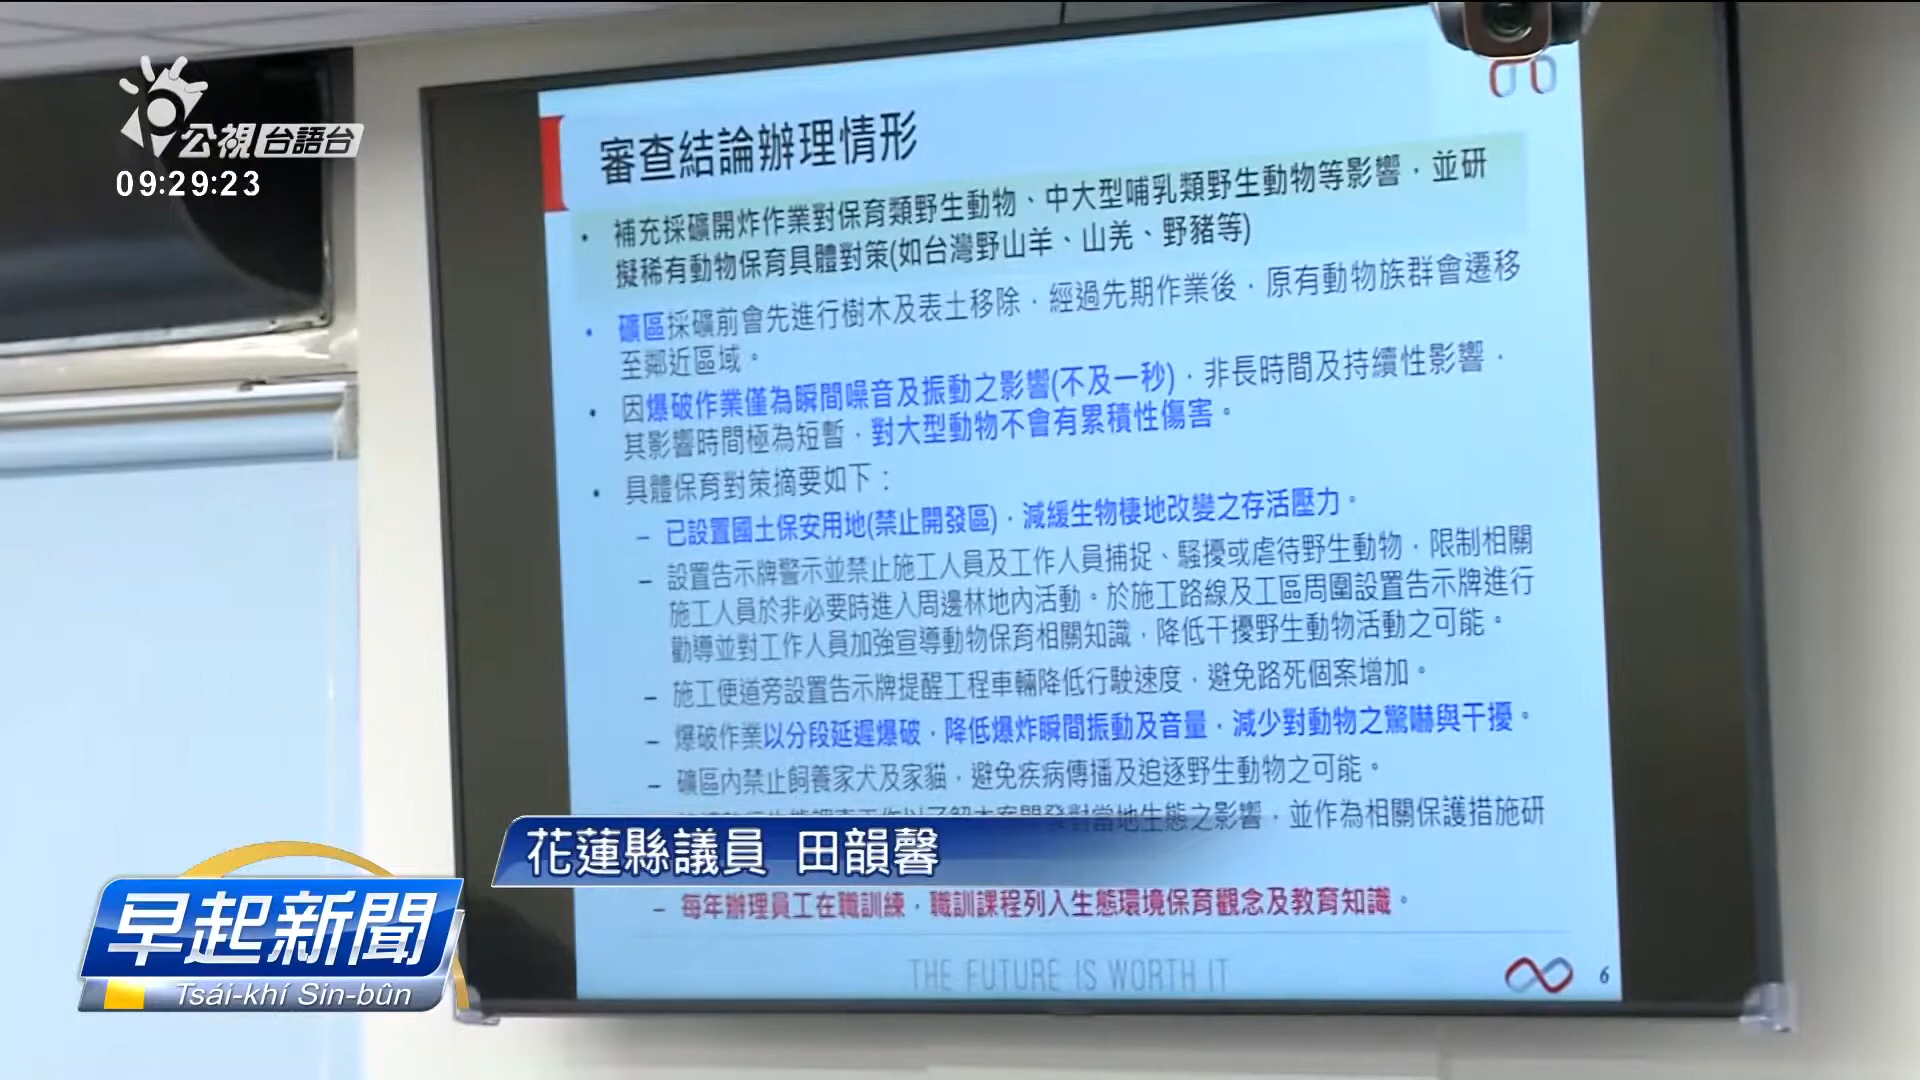 公視台語台
09:29:23
審查結論辦理情形
• 補充採礦開炸作業對保育類野生動物、中大型哺乳類野生動物等影響，並研
擬稀有動物保育具體對策(如台灣野山羊、山羌、野豬等)
• 礦區採礦前會先進行樹木及表土移除，經過先期作業後，原有動物族群會遷移
至鄰近區域。
• 因爆破作業僅為瞬間噪音及振動之影響(不及一秒)，非長時間及持續性影響，
其影響時間極為短暫，對大型動物不會有累積性傷害。
• 具體保育對策摘要如下：
– 已設置國土保安用地(禁止開發區)，減緩生物棲地改變之存活壓力。
– 設置告示牌警示並禁止施工人員及工作人員捕捉、騷擾或虐待野生動物，限制相關
施工人員於非必要時進入周邊林地內活動。於施工路線及工區周圍設置告示牌進行
勸導並對工作人員加強宣導動物保育相關知識，降低干擾野生動物活動之可能。
– 施工便道旁設置告示牌提醒工程車輛降低行駛速度，避免路死個案增加。
– 爆破作業以分段延遲爆破，降低爆炸瞬間振動及音量，減少對動物之驚嚇與干擾。
– 礦區內禁止飼養家犬及家貓，避免疾病傳播及追逐野生動物之可能。
對當地生態之影響，並作為相關保護措施研
花蓮縣議員 田韻馨
– 每年辦理員工在職訓練，職訓課程列入生態環境保育觀念及教育知識。
早起新聞
Tsái-khí Sin-bûn
THE FUTURE IS WORTH IT
6